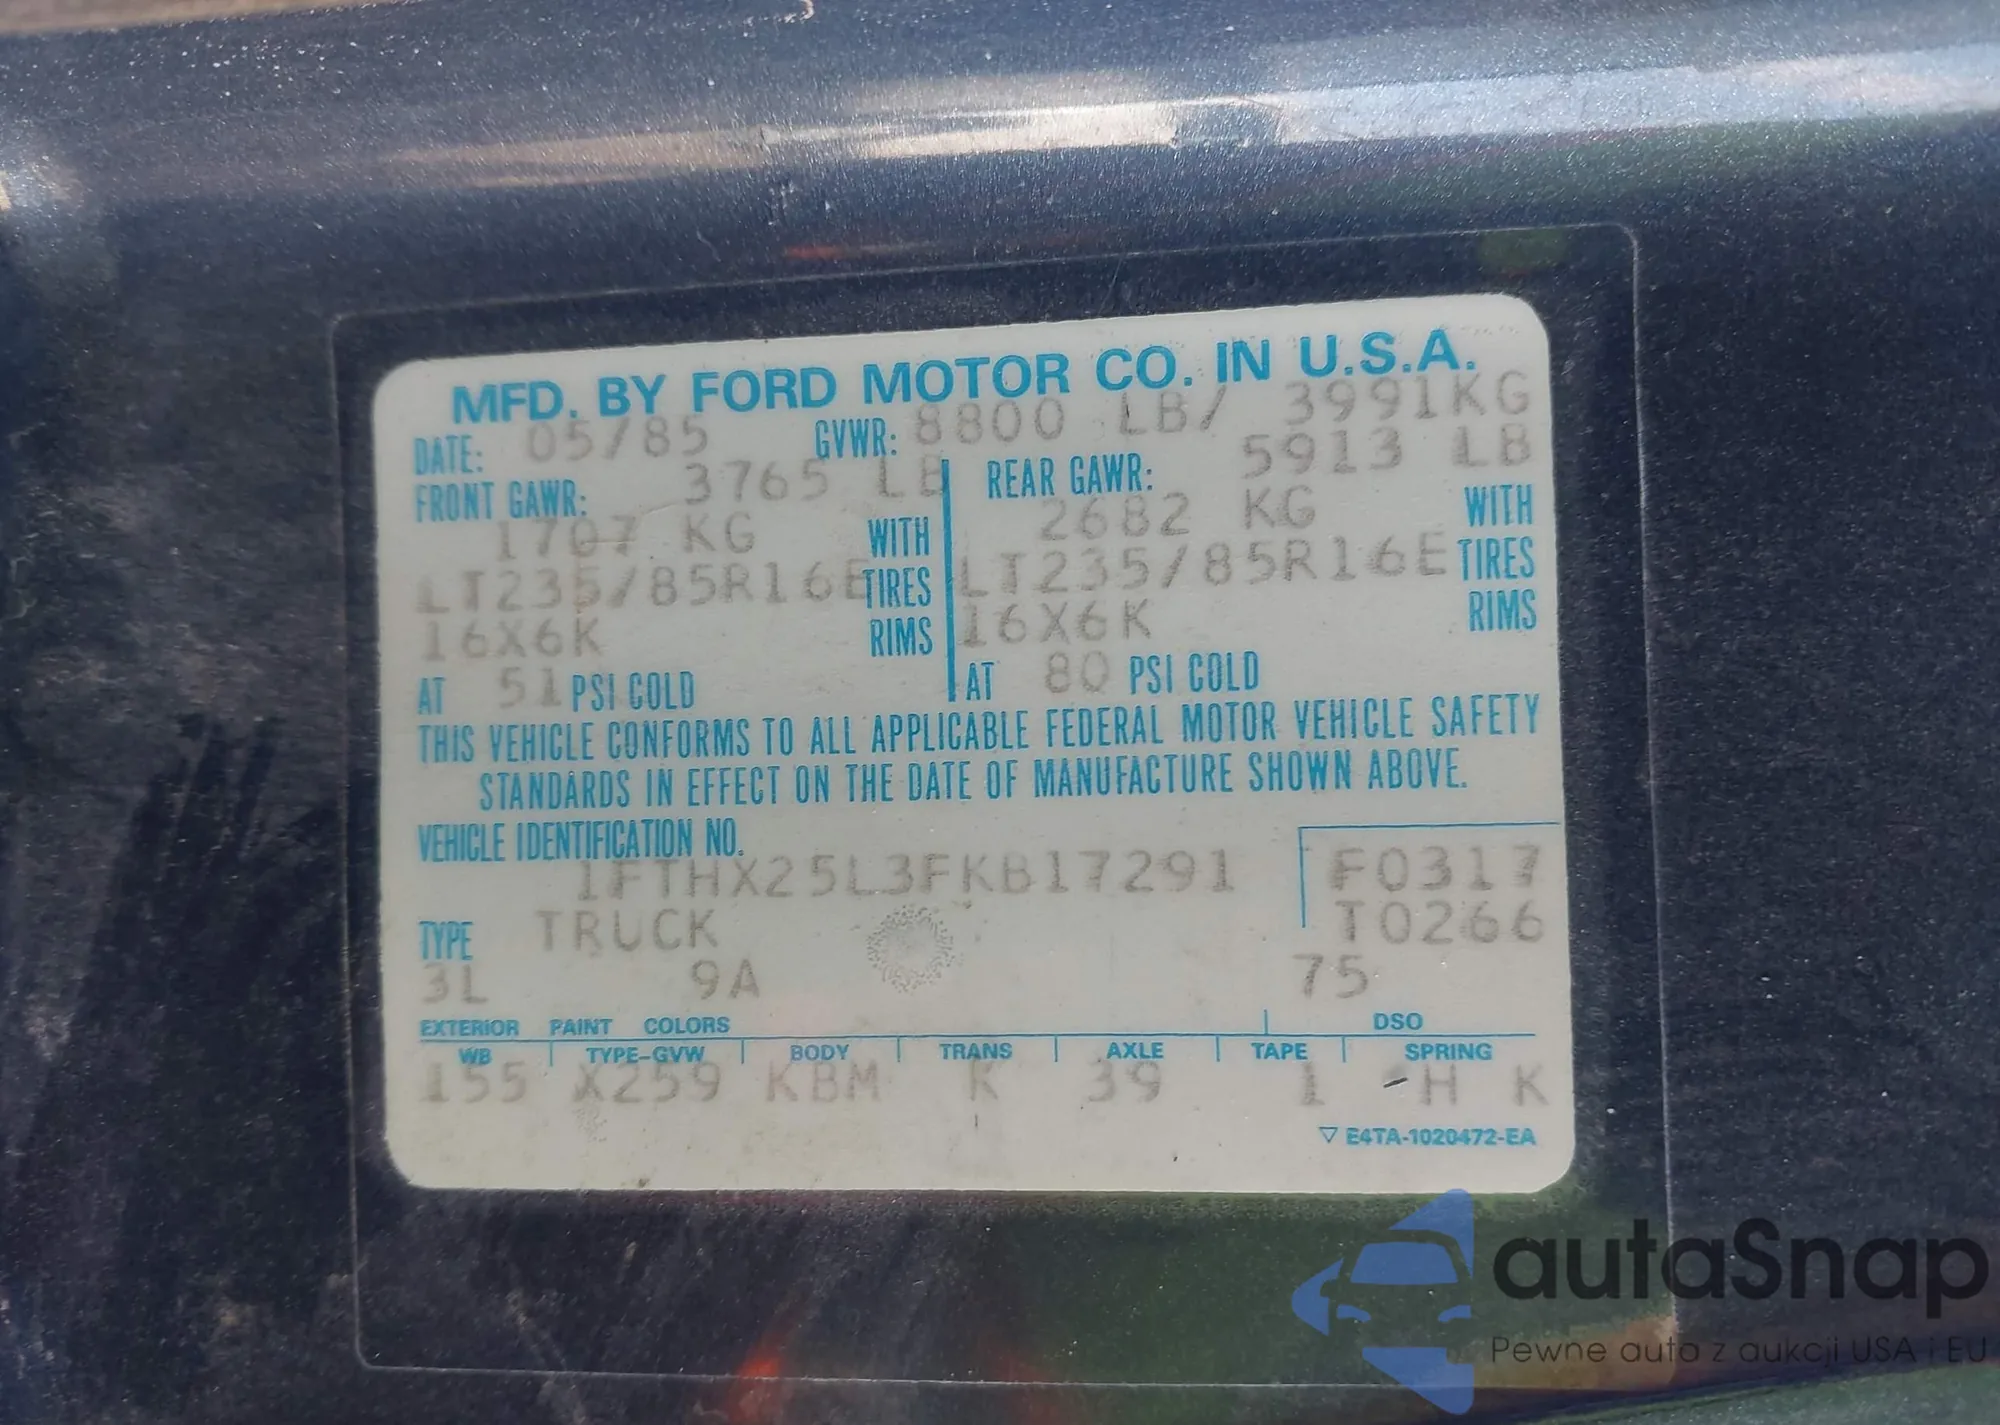 MFD. BY FORD MOTOR CO. IN U.S.A.
DATE: 05/85 GVWR: 8800 LB/ 3991KG
FRONT GAWR: 3765 LB REAR GAWR: 5913 LB
1707 KG WITH 2682 KG WITH
LT235/85R16E TIRES LT235/85R16E TIRES
16X6K RIMS 16X6K RIMS
AT 51 PSI COLD AT 80 PSI COLD
THIS VEHICLE CONFORMS TO ALL APPLICABLE FEDERAL MOTOR VEHICLE SAFETY
STANDARDS IN EFFECT ON THE DATE OF MANUFACTURE SHOWN ABOVE.
VEHICLE IDENTIFICATION NO.
1FTHX25L3FKB17291 F0317
TYPE TRUCK T0266
3L 9A 75
EXTERIOR PAINT COLORS DSO
WB TYPE-GVW BODY TRANS AXLE TAPE SPRING
155 X259 KBM K 39 1 H K
▽ E4TA-1020472-EA
autaSnap
Pewne auta z aukcji USA i EU